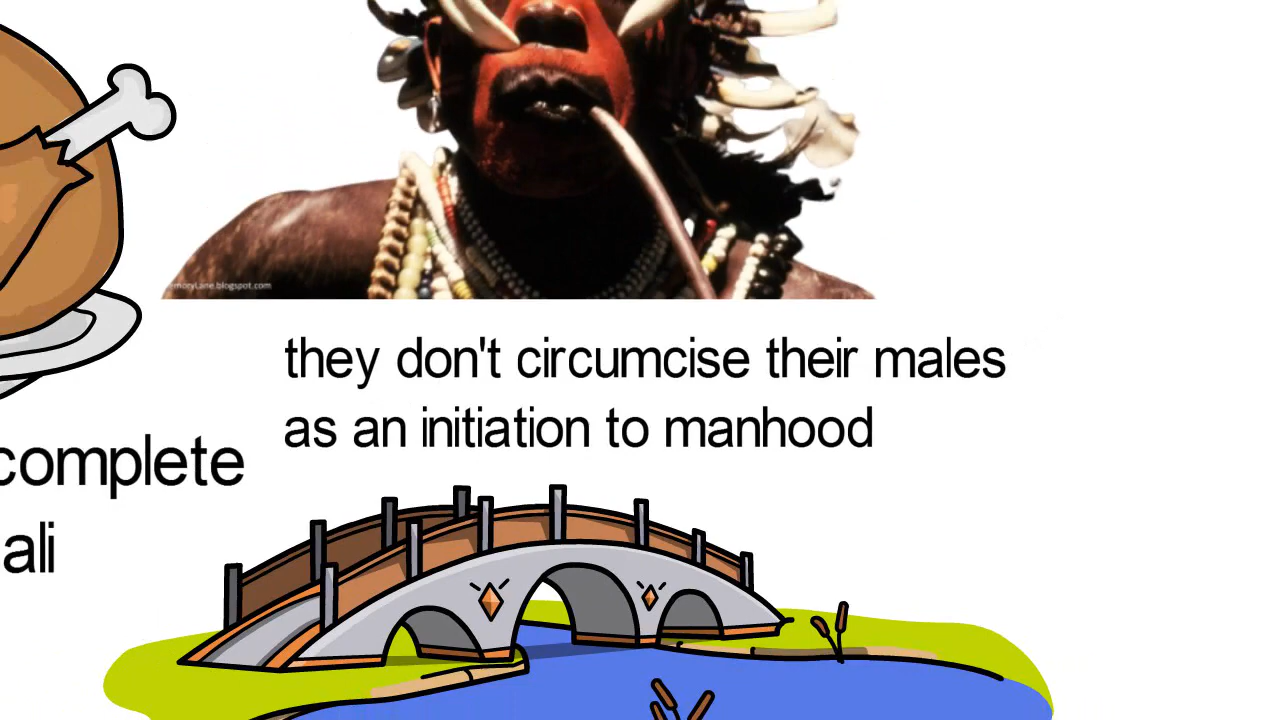 they don't circumcise their males
as an initiation to manhood
complete
ali